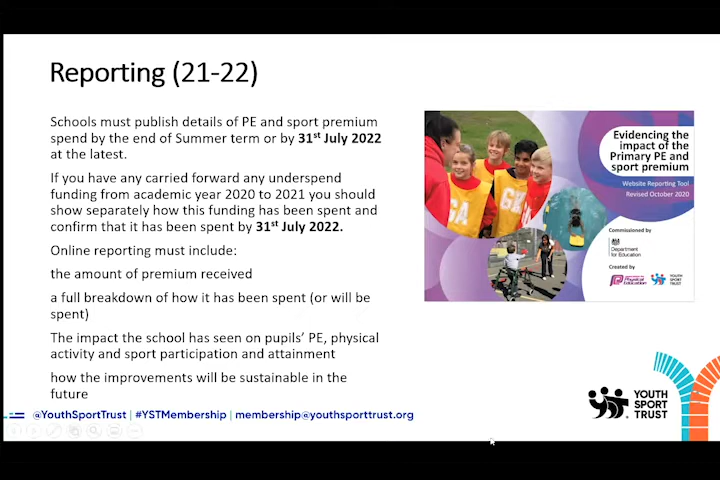 Reporting (21-22)
Schools must publish details of PE and sport premium
spend by the end of Summer term or by 31st July 2022
at the latest.
If you have any carried forward any underspend
funding from academic year 2020 to 2021 you should
show separately how this funding has been spent and
confirm that it has been spent by 31st July 2022.
Online reporting must include:
the amount of premium received
a full breakdown of how it has been spent (or will be
spent)
The impact the school has seen on pupils' PE, physical
activity and sport participation and attainment
how the improvements will be sustainable in the
future
@YouthSportTrust | #YSTMembership | membership@youthsporttrust.org
Evidencing the
impact of the
Primary PE and
sport premium
Website Reporting Tool
Revised October 2020
Commissioned by
Department
for Education
Created by
Physical
Education
YOUTH
SPORT
TRUST
GA
GK
YOUTH
SPORT
TRUST